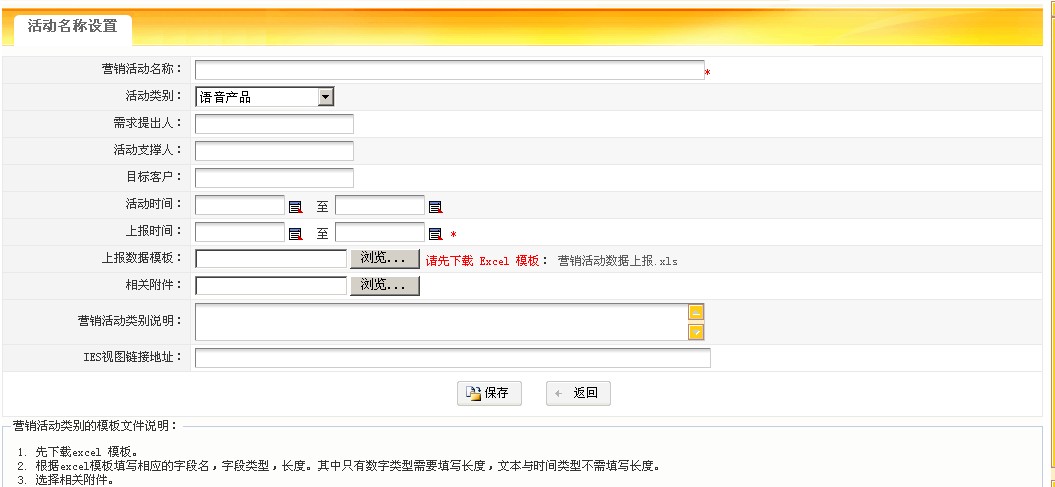 活动名称设置
营销活动名称： *
活动类别： 语音产品
需求提出人：
活动支撑人：
目标客户：
活动时间： 至
上报时间： 至 *
上报数据模板： 浏览... 请先下载 Excel 模板： 营销活动数据上报.xls
相关附件： 浏览...
营销活动类别说明：
IES视图链接地址：
保存 返回
营销活动类别的模板文件说明：
1. 先下载excel 模板。
2. 根据excel模板填写相应的字段名，字段类型，长度。其中只有数字类型需要填写长度，文本与时间类型不需填写长度。
3. 选择相关附件。